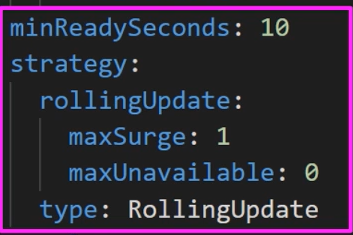 minReadySeconds: 10
strategy:
  rollingUpdate:
    maxSurge: 1
    maxUnavailable: 0
  type: RollingUpdate